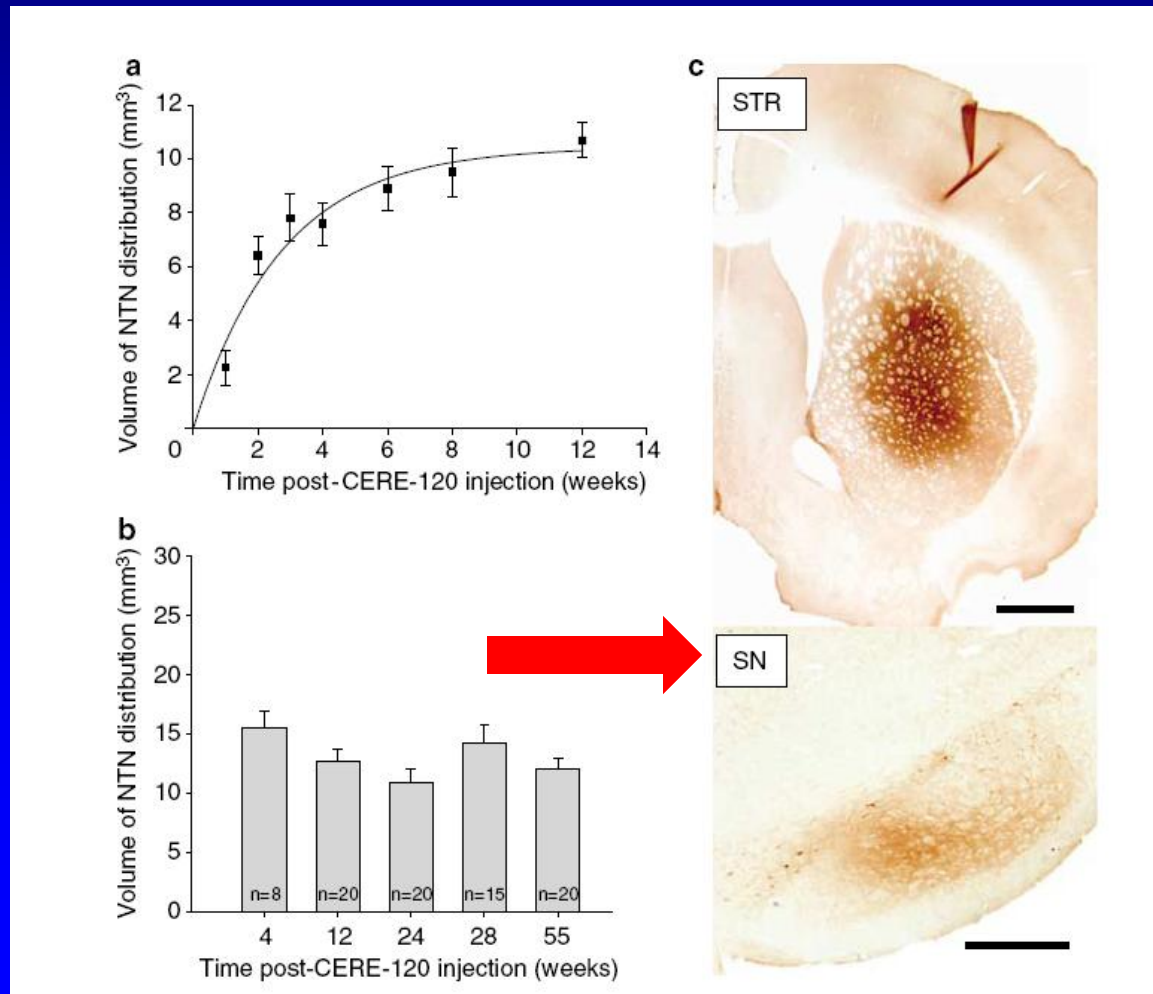 a
Volume of NTN distribution (mm³)
12
10
8
6
4
2
0
2 4 6 8 10 12 14
Time post-CERE-120 injection (weeks)
b
Volume of NTN distribution (mm³)
30
25
20
15
10
5
0
n=8 n=20 n=20 n=15 n=20
4 12 24 28 55
Time post-CERE-120 injection (weeks)
c
STR
SN